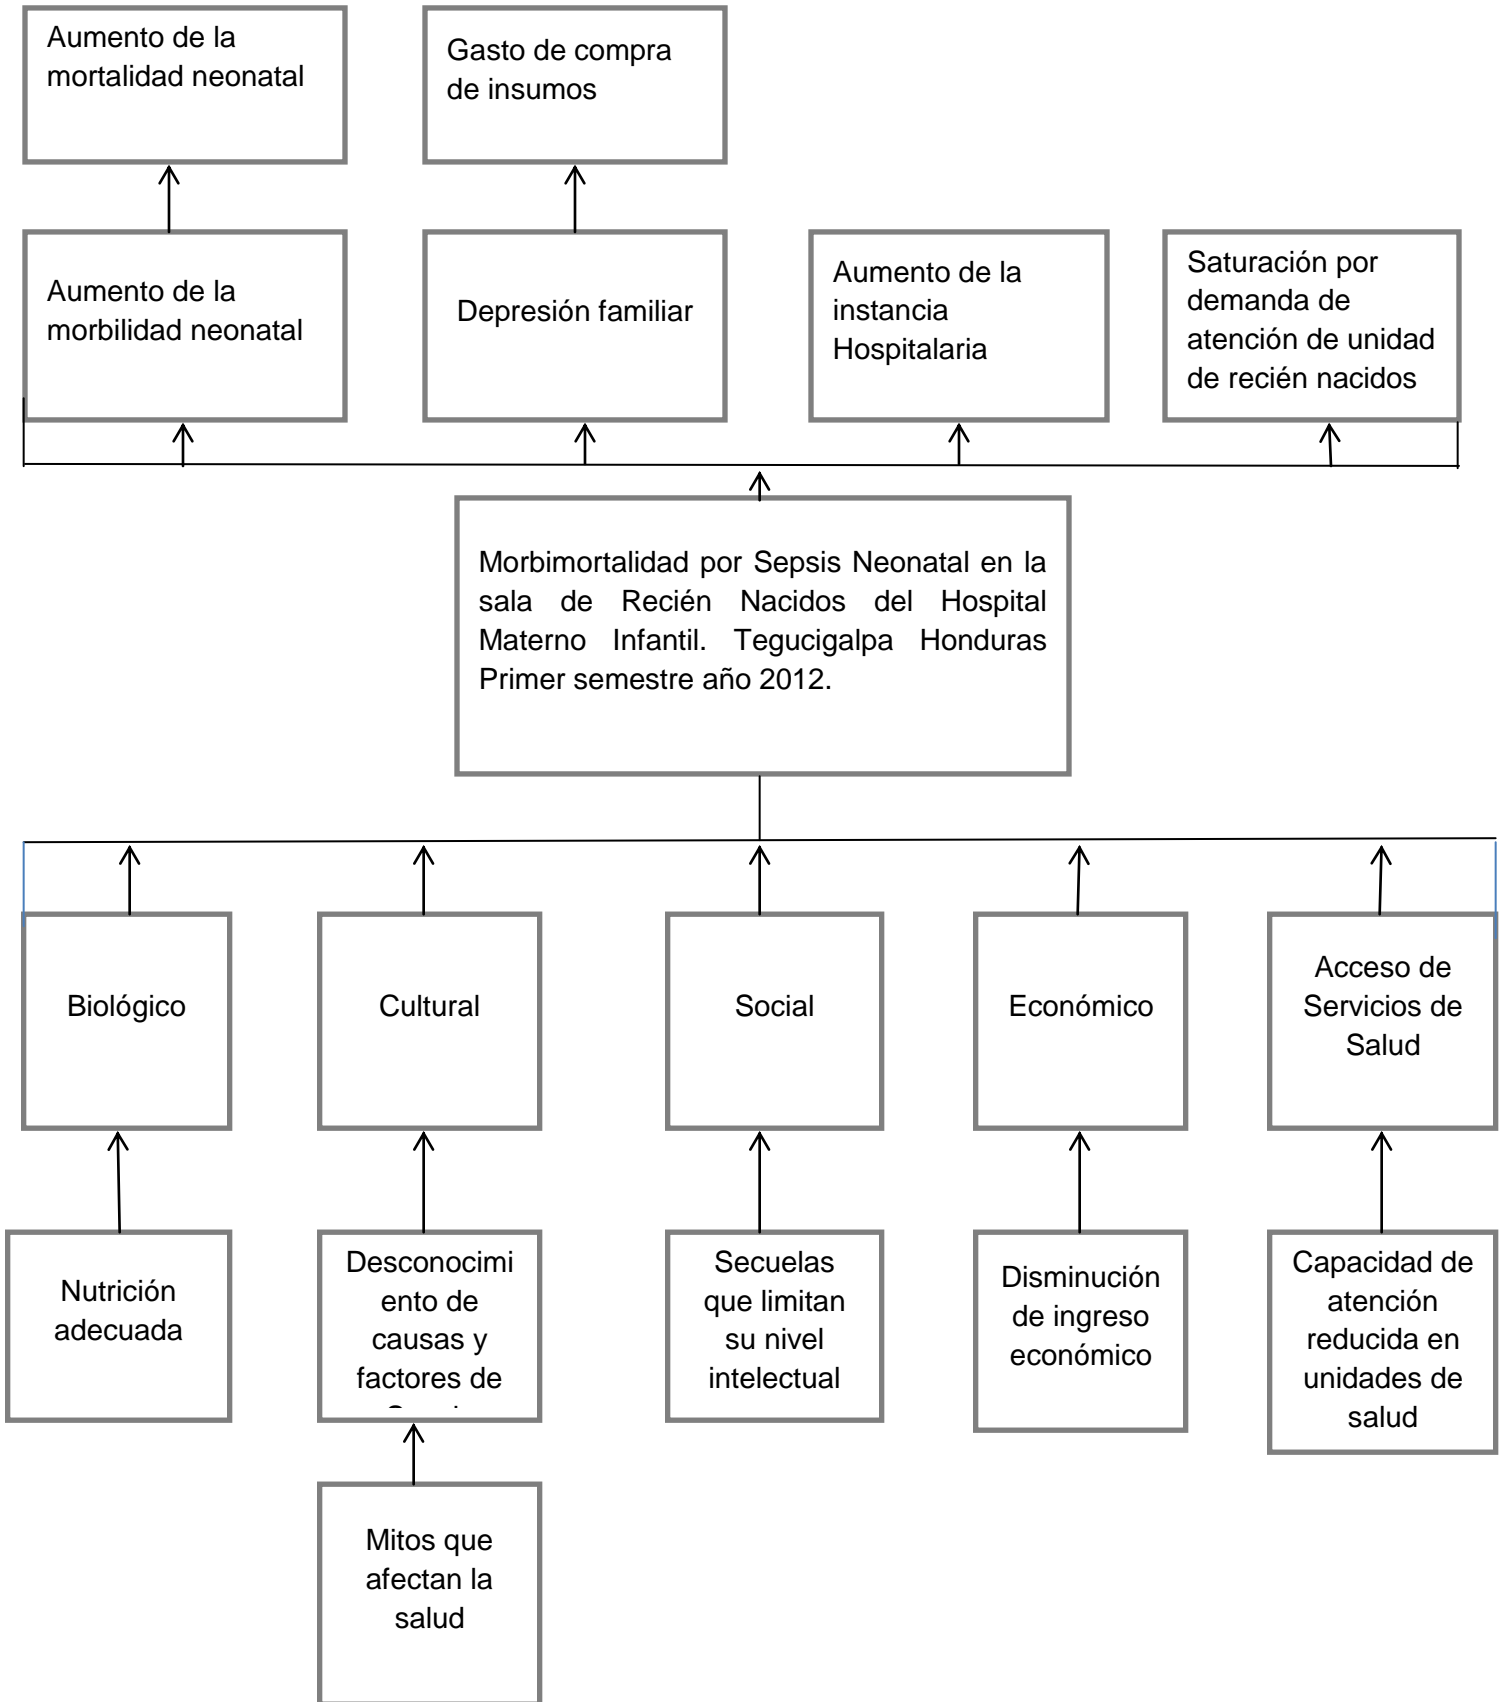 Aumento de la
mortalidad neonatal
Gasto de compra
de insumos
Aumento de la
morbilidad neonatal
Depresión familiar
Aumento de la
instancia
Hospitalaria
Saturación por
demanda de
atención de unidad
de recién nacidos
Morbimortalidad por Sepsis Neonatal en la
sala de Recién Nacidos del Hospital
Materno Infantil. Tegucigalpa Honduras
Primer semestre año 2012.
Biológico
Cultural
Social
Económico
Acceso de
Servicios de
Salud
Nutrición
adecuada
Desconocimi
ento de
causas y
factores de
Secuelas
que limitan
su nivel
intelectual
Disminución
de ingreso
económico
Capacidad de
atención
reducida en
unidades de
salud
Mitos que
afectan la
salud